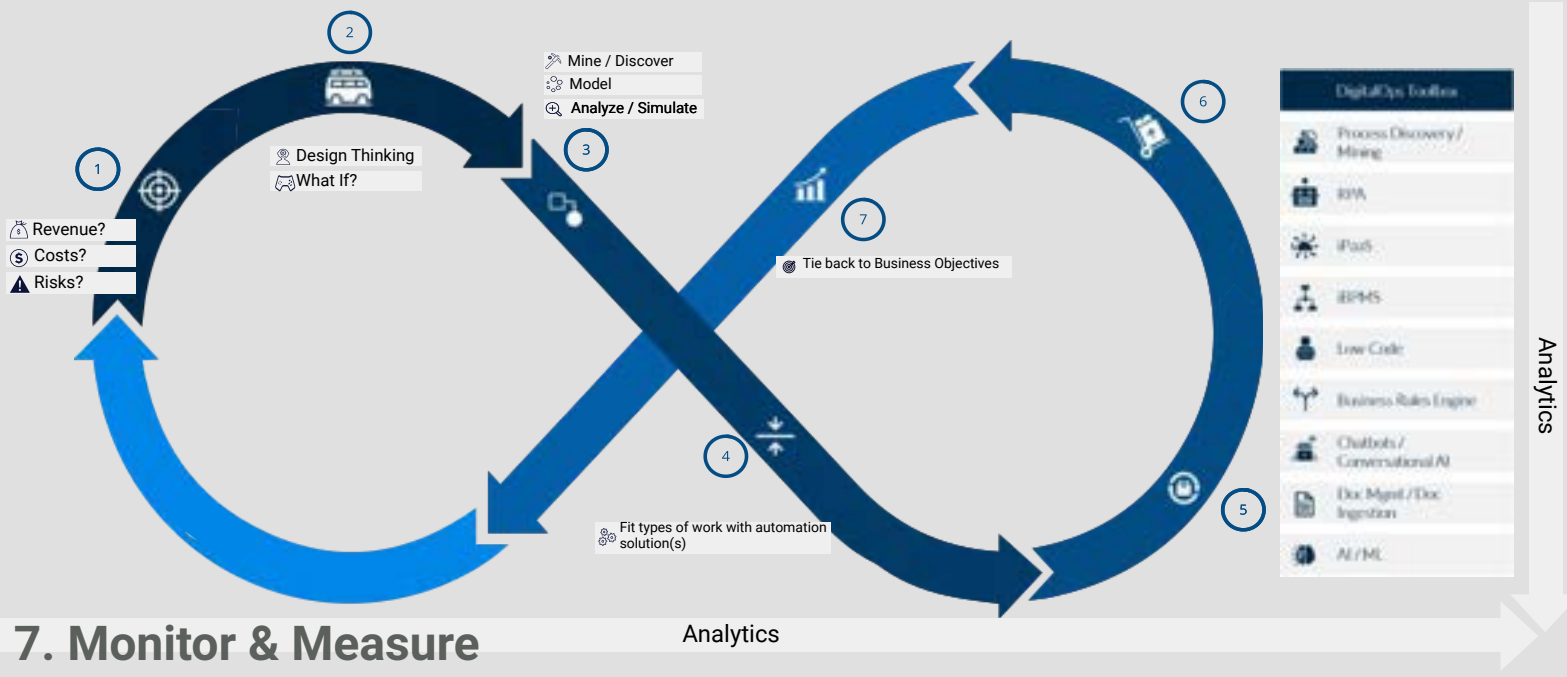 2
Mine / Discover
Model
Analyze / Simulate
3
1
Design Thinking
What If?
Revenue?
Costs?
Risks?
6
7
Tie back to Business Objectives
4
Fit types of work with automation
solution(s)
5
DigitalOps Toolbox
Process Discovery /
Mining
RPA
iPaaS
iBPMS
Low Code
Business Rules Engine
Chatbots /
Conversational AI
Doc Mgmt / Doc
Ingestion
AI / ML
Analytics
7. Monitor & Measure
Analytics